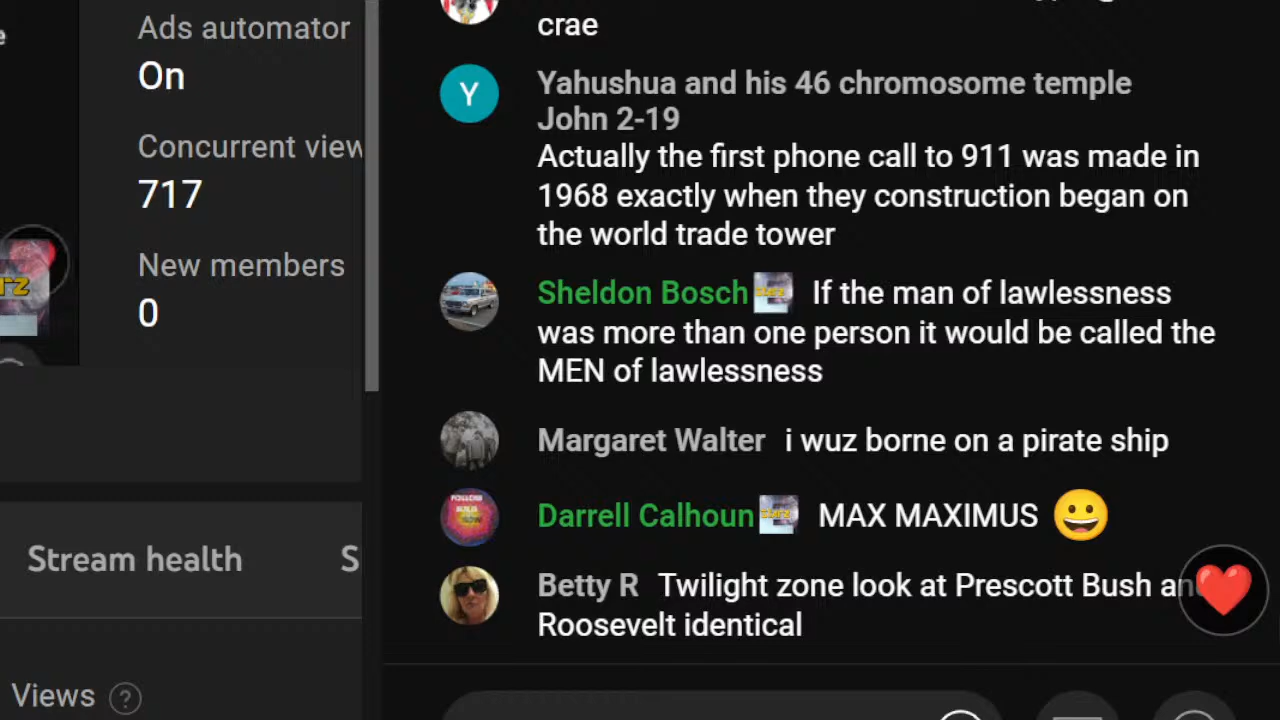 Ads automator
On
Concurrent view
717
New members
0
Stream health
S
Views ?
crae
Yahushua and his 46 chromosome temple
John 2-19
Actually the first phone call to 911 was made in
1968 exactly when they construction began on
the world trade tower
Sheldon Bosch If the man of lawlessness
was more than one person it would be called the
MEN of lawlessness
Margaret Walter i wuz borne on a pirate ship
Darrell Calhoun MAX MAXIMUS 😀
Betty R Twilight zone look at Prescott Bush an
Roosevelt identical
Y